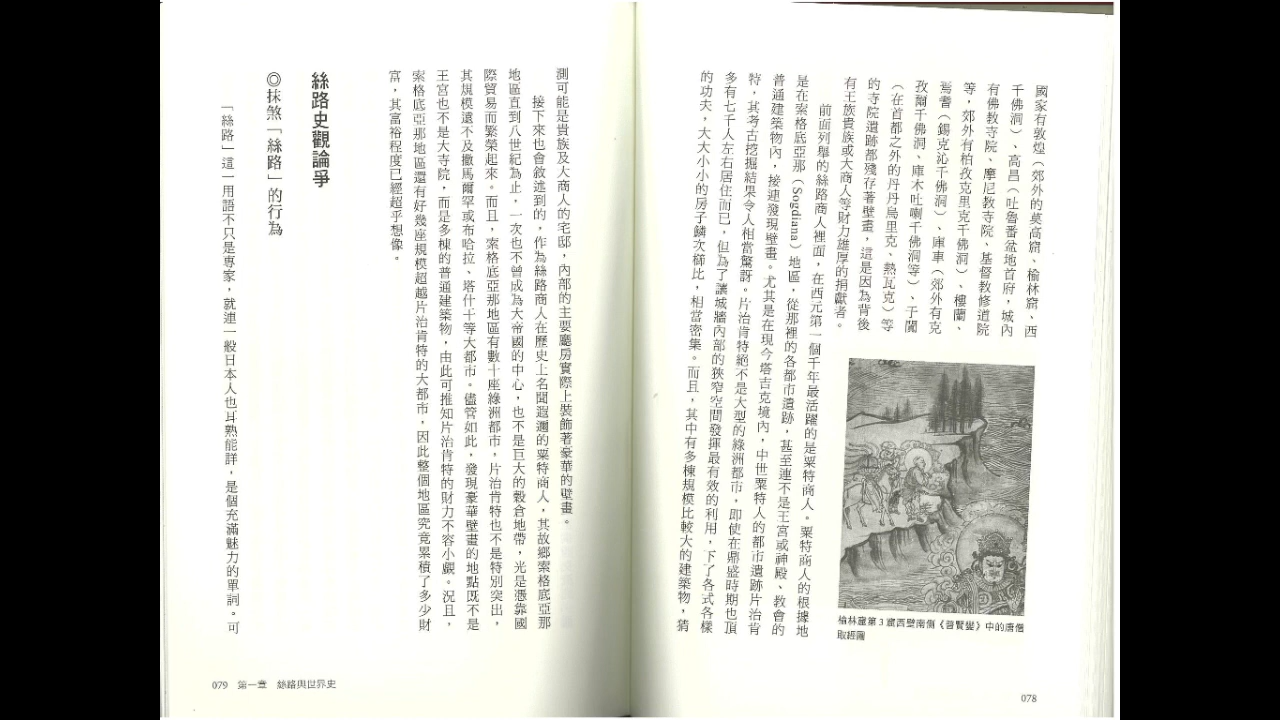 國家有敦煌（郊外的莫高窟、榆林窟、西
千佛洞）、高昌（吐魯番盆地首府，城內
有佛教寺院、摩尼教寺院、基督教修道院
等，郊外有柏孜克里克千佛洞）、樓蘭、
焉耆（錫克沁千佛洞）、庫車（郊外有克
孜爾千佛洞、庫木吐喇千佛洞等）、于闐
（在首都之外的丹丹烏里克、熱瓦克）等
的寺院遺跡都殘存著壁畫，這是因為背後
有王族貴族或大商人等財力雄厚的捐獻者。
前面列舉的絲路商人裡面，在西元第一個千年最活躍的是粟特商人。粟特商人的根據地
是在索格底亞那（Sogdiana）地區，從那裡的各都市遺跡，甚至連不是王宮或神殿、教會的
普通建築物內，接連發現壁畫。尤其是在現今塔吉克境內，中世粟特人的都市遺跡片治肯
特，其考古挖掘結果令人相當驚訝。片治肯特絕不是大型的綠洲都市，即使在鼎盛時期也頂
多有七千人左右居住而已，但為了讓城牆內部的狹窄空間發揮最有效的利用，下了各式各樣
的功夫，大大小小的房子鱗次櫛比，相當密集。而且，其中有多棟規模比較大的建築物，猜
榆林窟第 3 窟西壁南側《普賢變》中的唐僧
取經圖
078
測可能是貴族及大商人的宅邸，內部的主要廳房實際上裝飾著豪華的壁畫。
接下來也會敘述到的，作為絲路商人在歷史上名聞遐邇的粟特商人，其故鄉索格底亞那
地區直到八世紀為止，一次也不曾成為大帝國的中心，也不是巨大的穀倉地帶，光是憑靠國
際貿易而繁榮起來。而且，索格底亞那地區有數十座綠洲都市，片治肯特也不是特別突出，
其規模遠不及撒馬爾罕或布哈拉、塔什干等大都市。儘管如此，發現豪華壁畫的地點既不是
王宮也不是大寺院，而是多棟的普通建築物，由此可推知片治肯特的財力不容小覷。況且，
索格底亞那地區還有好幾座規模超越片治肯特的大都市，因此整個地區究竟累積了多少財
富，其富裕程度已經超乎想像。
絲路史觀論爭
◎抹煞「絲路」的行為
「絲路」這一用語不只是專家，就連一般日本人也耳熟能詳，是個充滿魅力的單詞。可
079 第一章 絲路與世界史